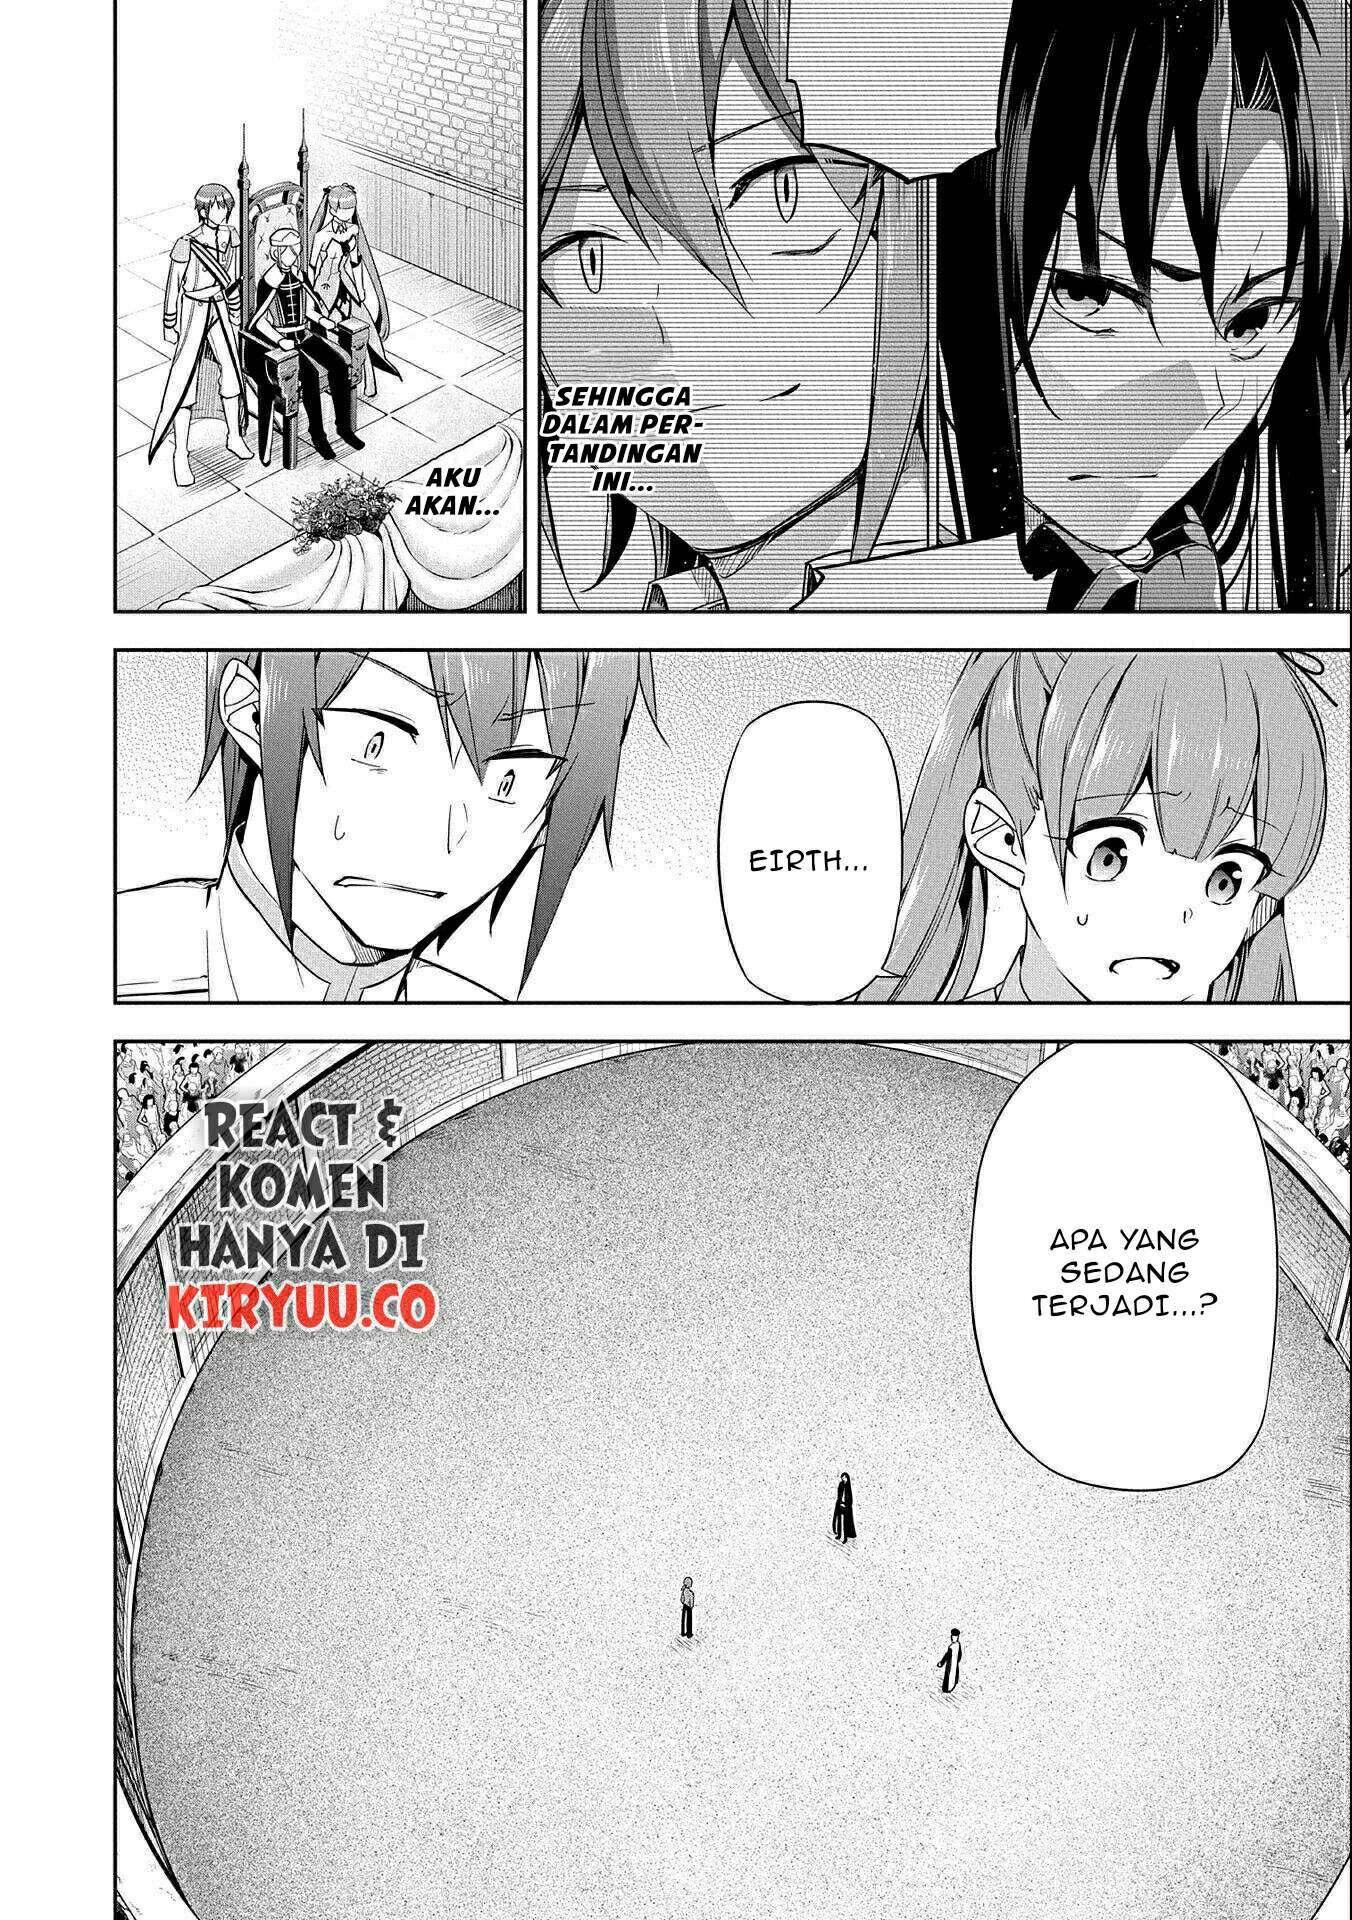 SEHINGGA
DALAM PER-
TANDINGAN
INI...
AKU
AKAN...
EIRTH...
APA YANG
SEDANG
TERJADI...?
REACT &
KOMEN
HANYA DI
KIRYUU.CO